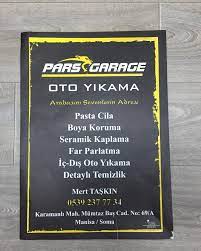 PARS GARAGE
OTO YIKAMA
Arabasını Sevenlerin Adresi
Pasta Cila
Boya Koruma
Seramik Kaplama
Far Parlatma
İç-Dış Oto Yıkama
Detaylı Temizlik
Mert TAŞKIN
0539 237 77 34
Karamanlı Mah. Mümtaz Baş Cad. No: 69/A
Manisa / Soma